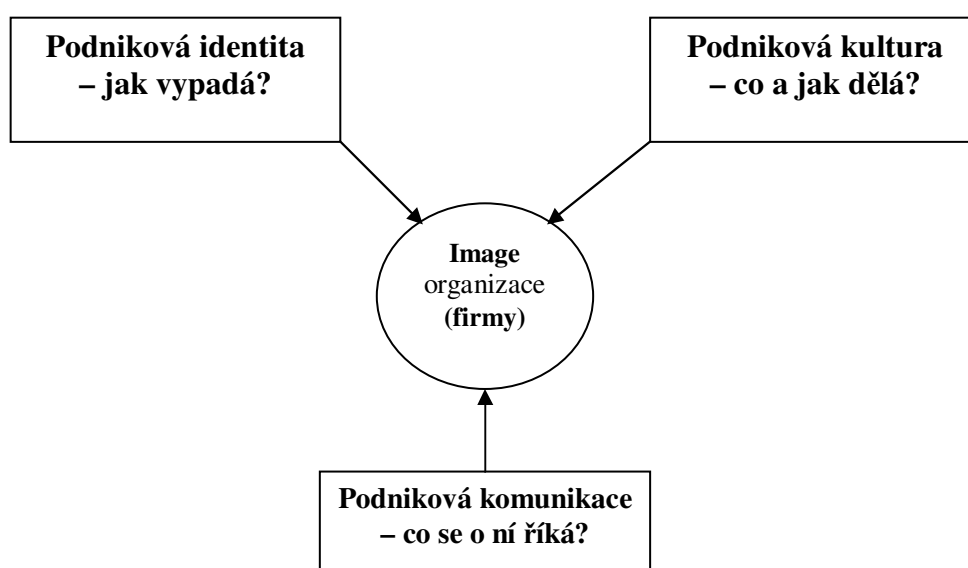 Podniková identita
– jak vypadá?
Podniková kultura
– co a jak dělá?
Image
organizace
(firmy)
Podniková komunikace
– co se o ní říká?